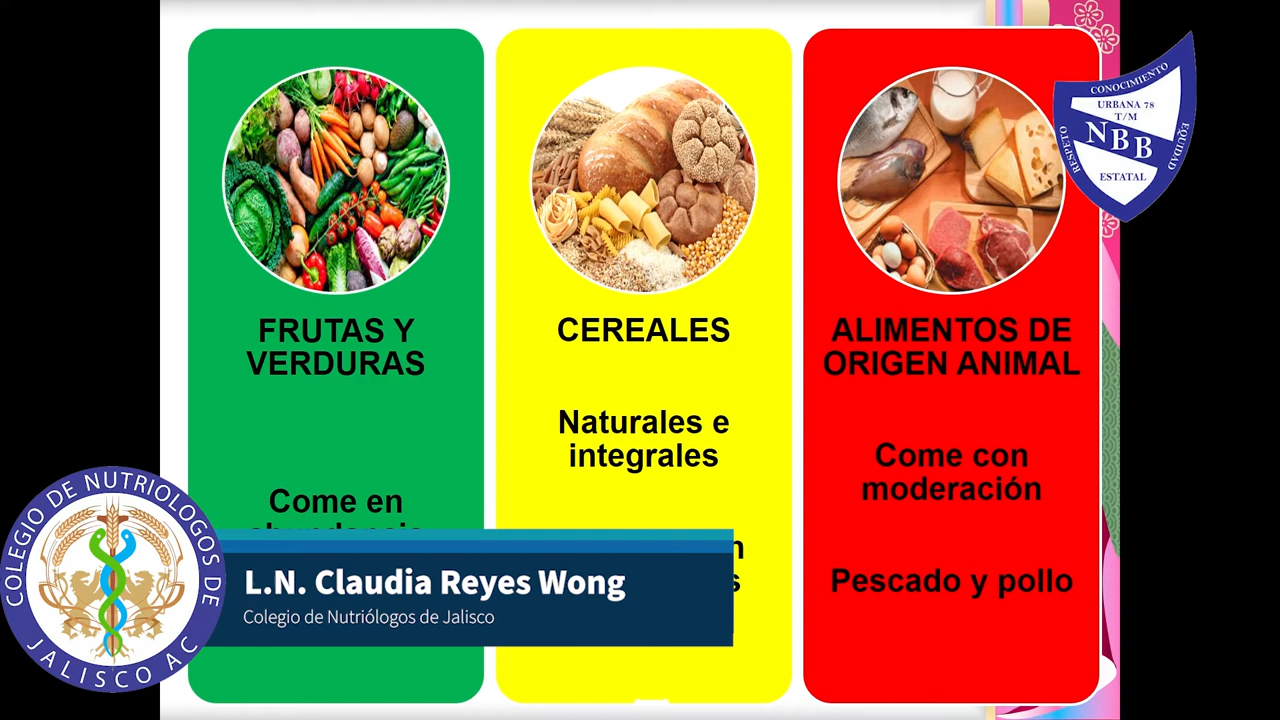 FRUTAS Y
VERDURAS
Come en
CEREALES
Naturales e
integrales
ALIMENTOS DE
ORIGEN ANIMAL
Come con
moderación
Pescado y pollo
CONOCIMIENTO
URBANA 78
T/M
NBB
ESTATAL
RESPETO
EQUIDAD
COLEGIO DE NUTRIOLOGOS DE
JALISCO AC
L.N. Claudia Reyes Wong
Colegio de Nutriólogos de Jalisco